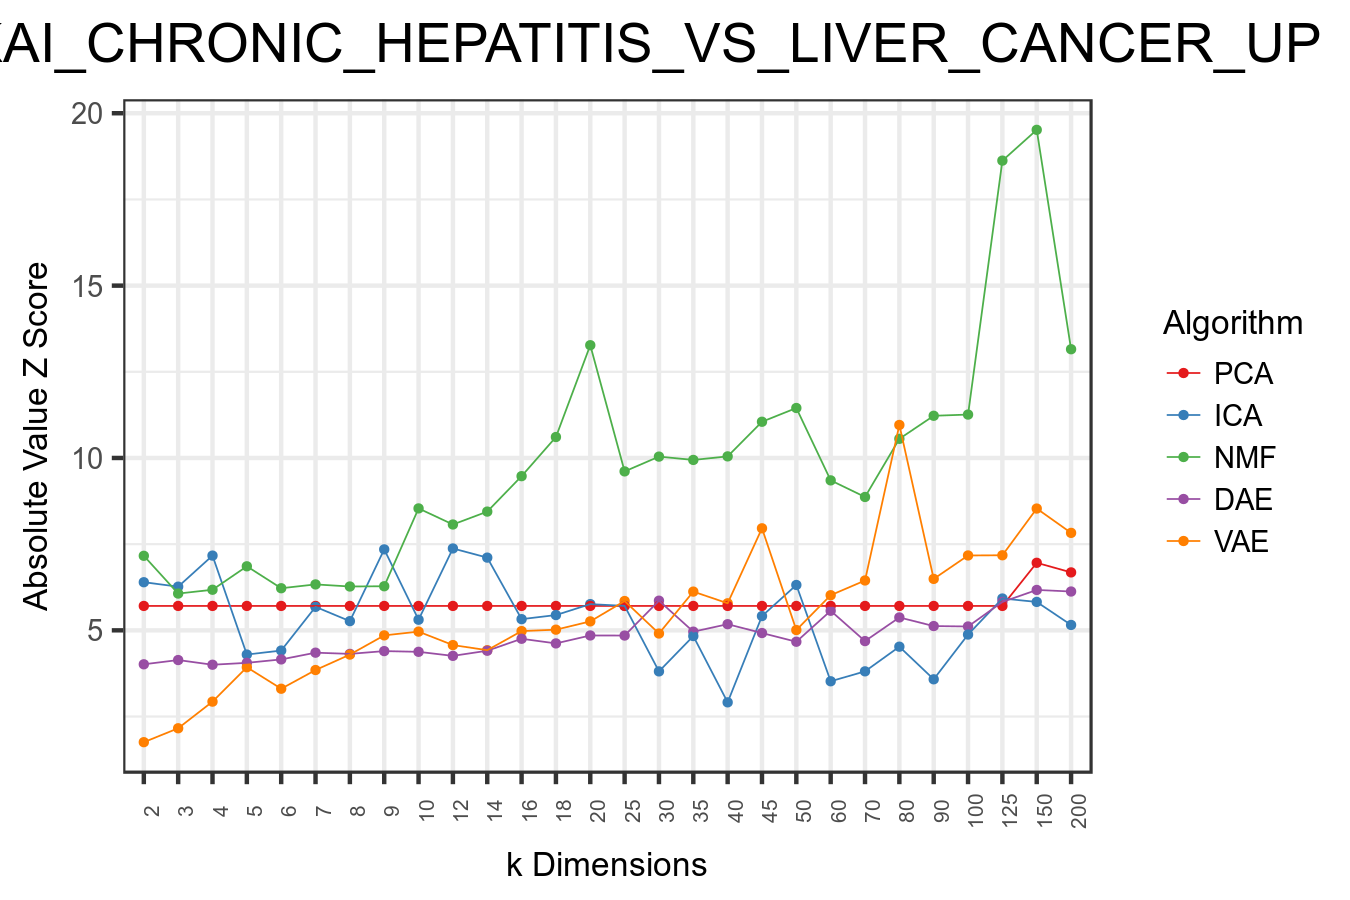 KAI_CHRONIC_HEPATITIS_VS_LIVER_CANCER_UP
20
15
10
5
Absolute Value Z Score
2 3 4 5 6 7 8 9 10 12 14 16 18 20 25 30 35 40 45 50 60 70 80 90 100 125 150 200
k Dimensions
Algorithm
PCA
ICA
NMF
DAE
VAE